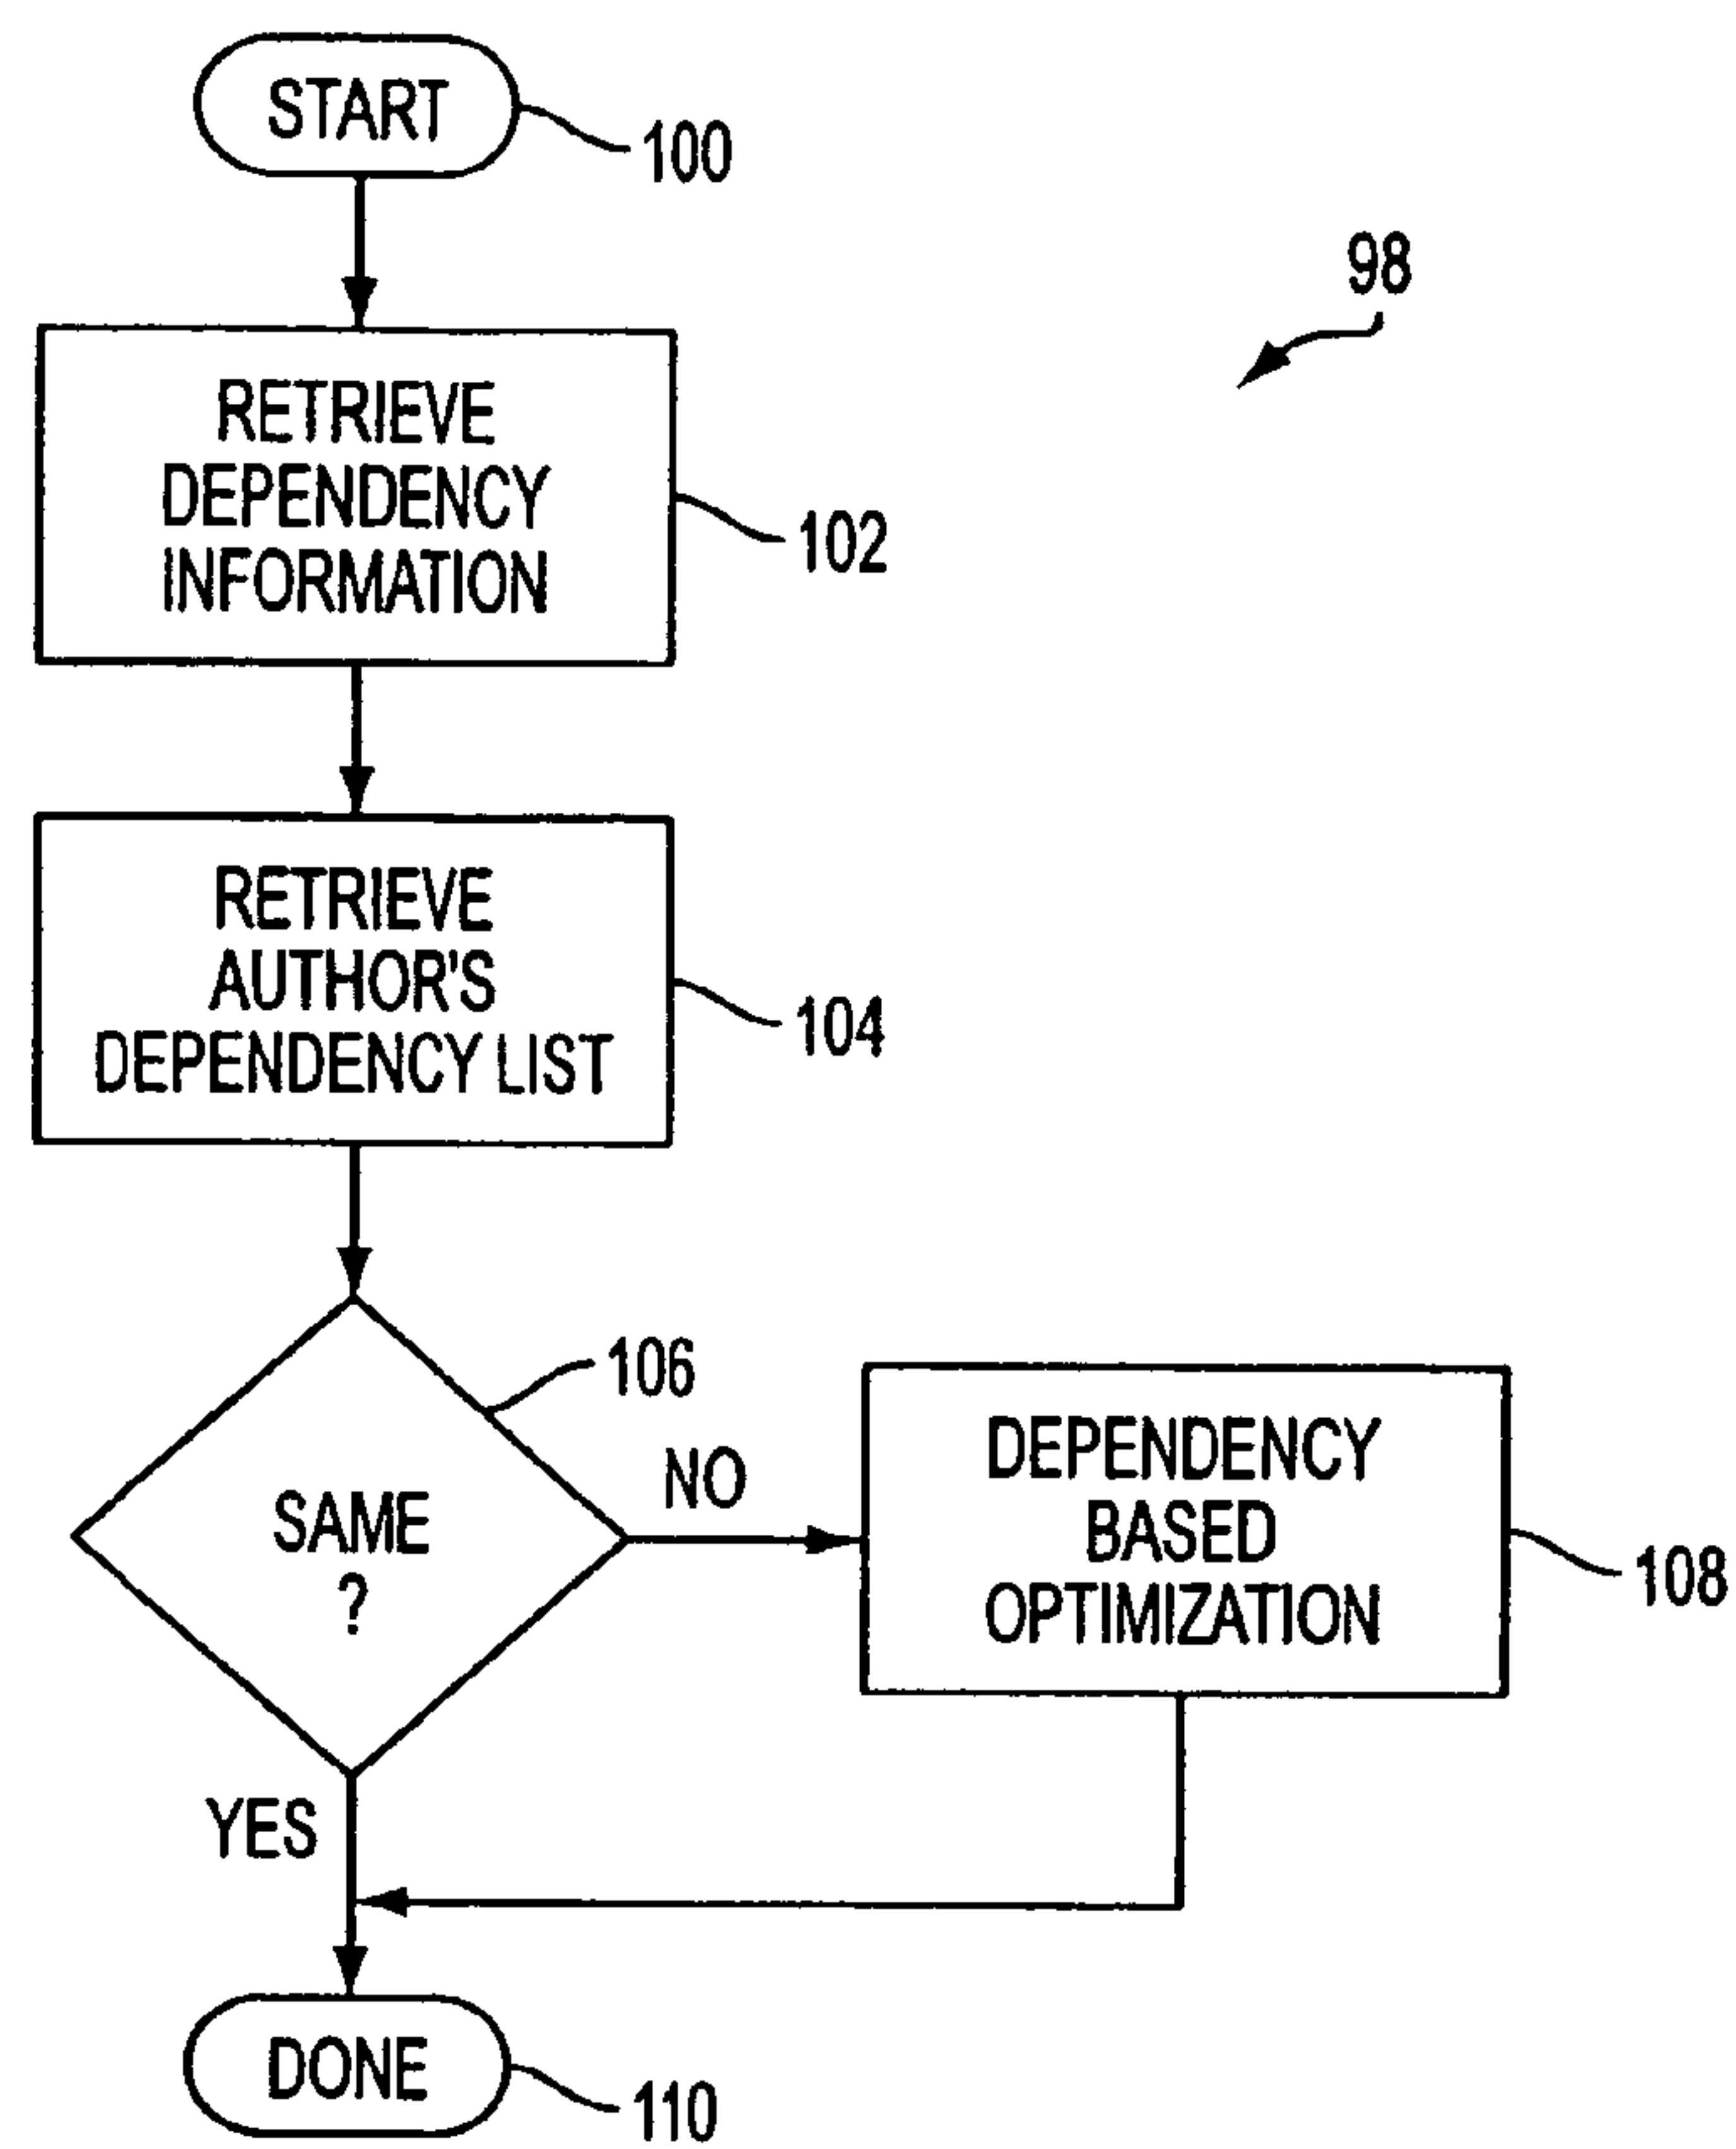 START
100
98
RETRIEVE
DEPENDENCY
INFORMATION
102
RETRIEVE
AUTHOR'S
DEPENDENCY LIST
104
106
SAME
?
NO
DEPENDENCY
BASED
OPTIMIZATION
108
YES
DONE
110